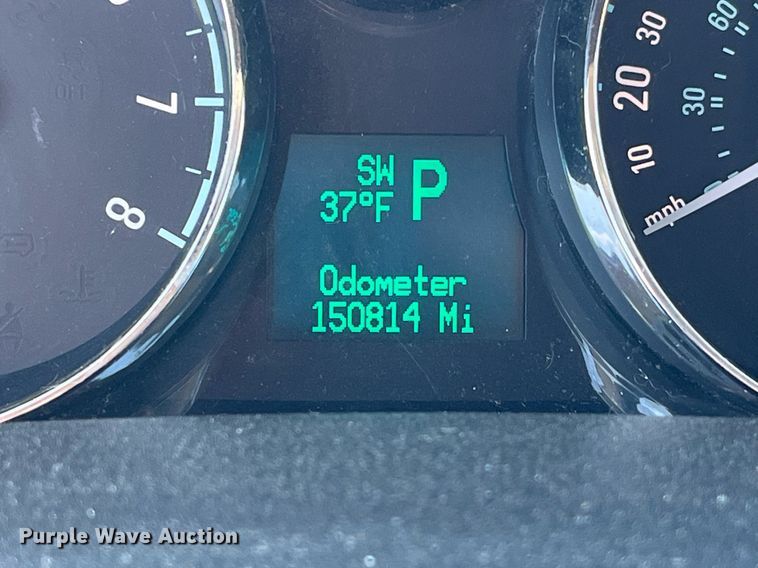 OFF
7
8
SW
37°F P
Odometer
150814 Mi
30
20
10
mph
60
30
Purple Wave Auction